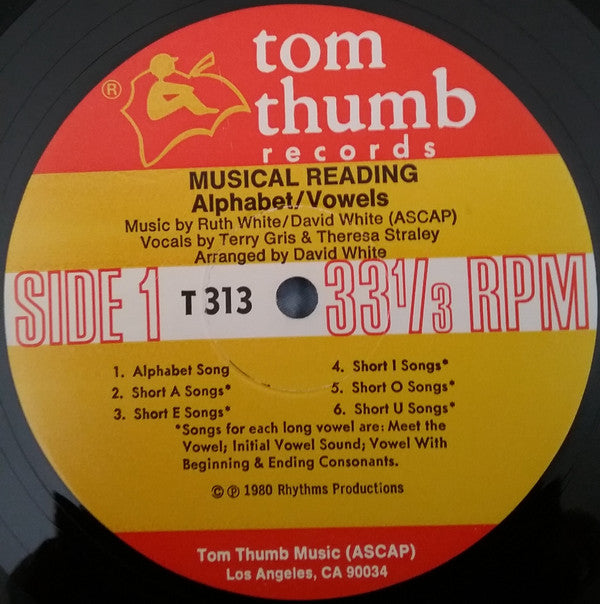 ®
tom
thumb
records
MUSICAL READING
Alphabet/Vowels
Music by Ruth White/David White (ASCAP)
Vocals by Terry Gris & Theresa Straley
Arranged by David White
SIDE 1 T 313 33 1/3 RPM
1. Alphabet Song
2. Short A Songs*
3. Short E Songs*
4. Short I Songs*
5. Short O Songs*
6. Short U Songs*
*Songs for each long vowel are: Meet the
Vowel; Initial Vowel Sound; Vowel With
Beginning & Ending Consonants.
© ℗ 1980 Rhythms Productions
Tom Thumb Music (ASCAP)
Los Angeles, CA 90034